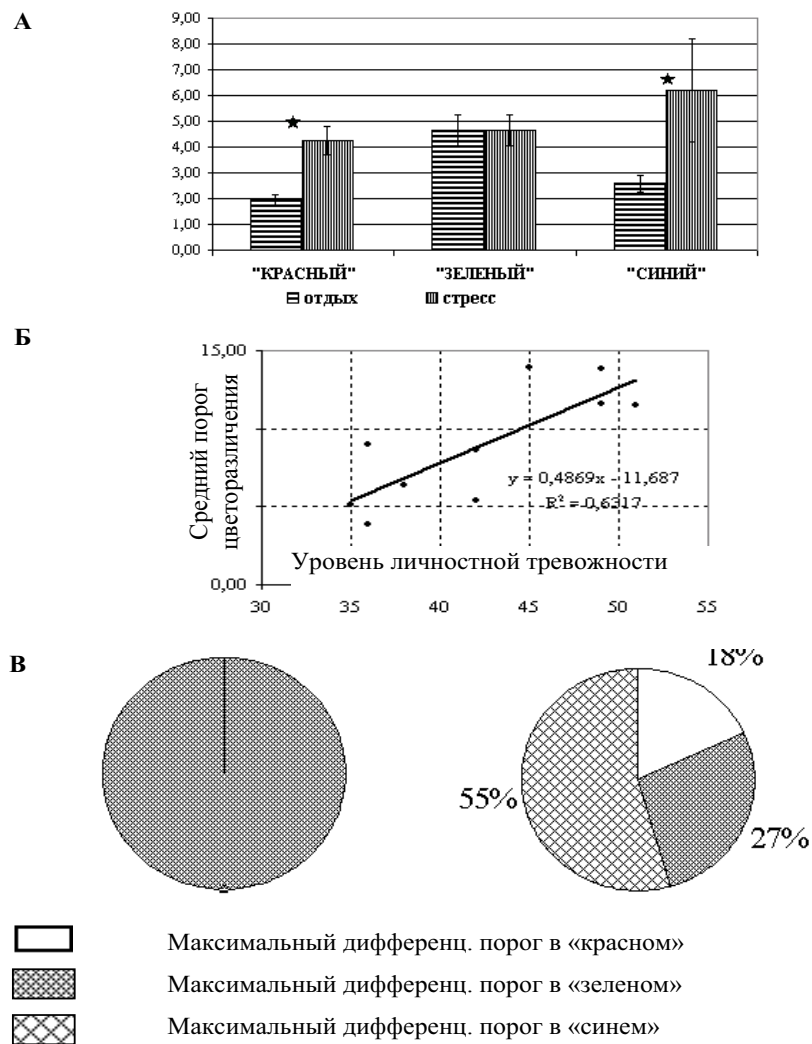 А
9,00
8,00
7,00
6,00
5,00
4,00
3,00
2,00
1,00
0,00
"КРАСНЫЙ" "ЗЕЛЕНЫЙ" "СИНИЙ"
отдых стресс
Б
15,00
Средний порог
цветоразличения
y = 0,4869x - 11,687
R² = 0,6317
Уровень личностной тревожности
0,00
30 35 40 45 50 55
В
18%
55%
27%
Максимальный дифференц. порог в «красном»
Максимальный дифференц. порог в «зеленом»
Максимальный дифференц. порог в «синем»